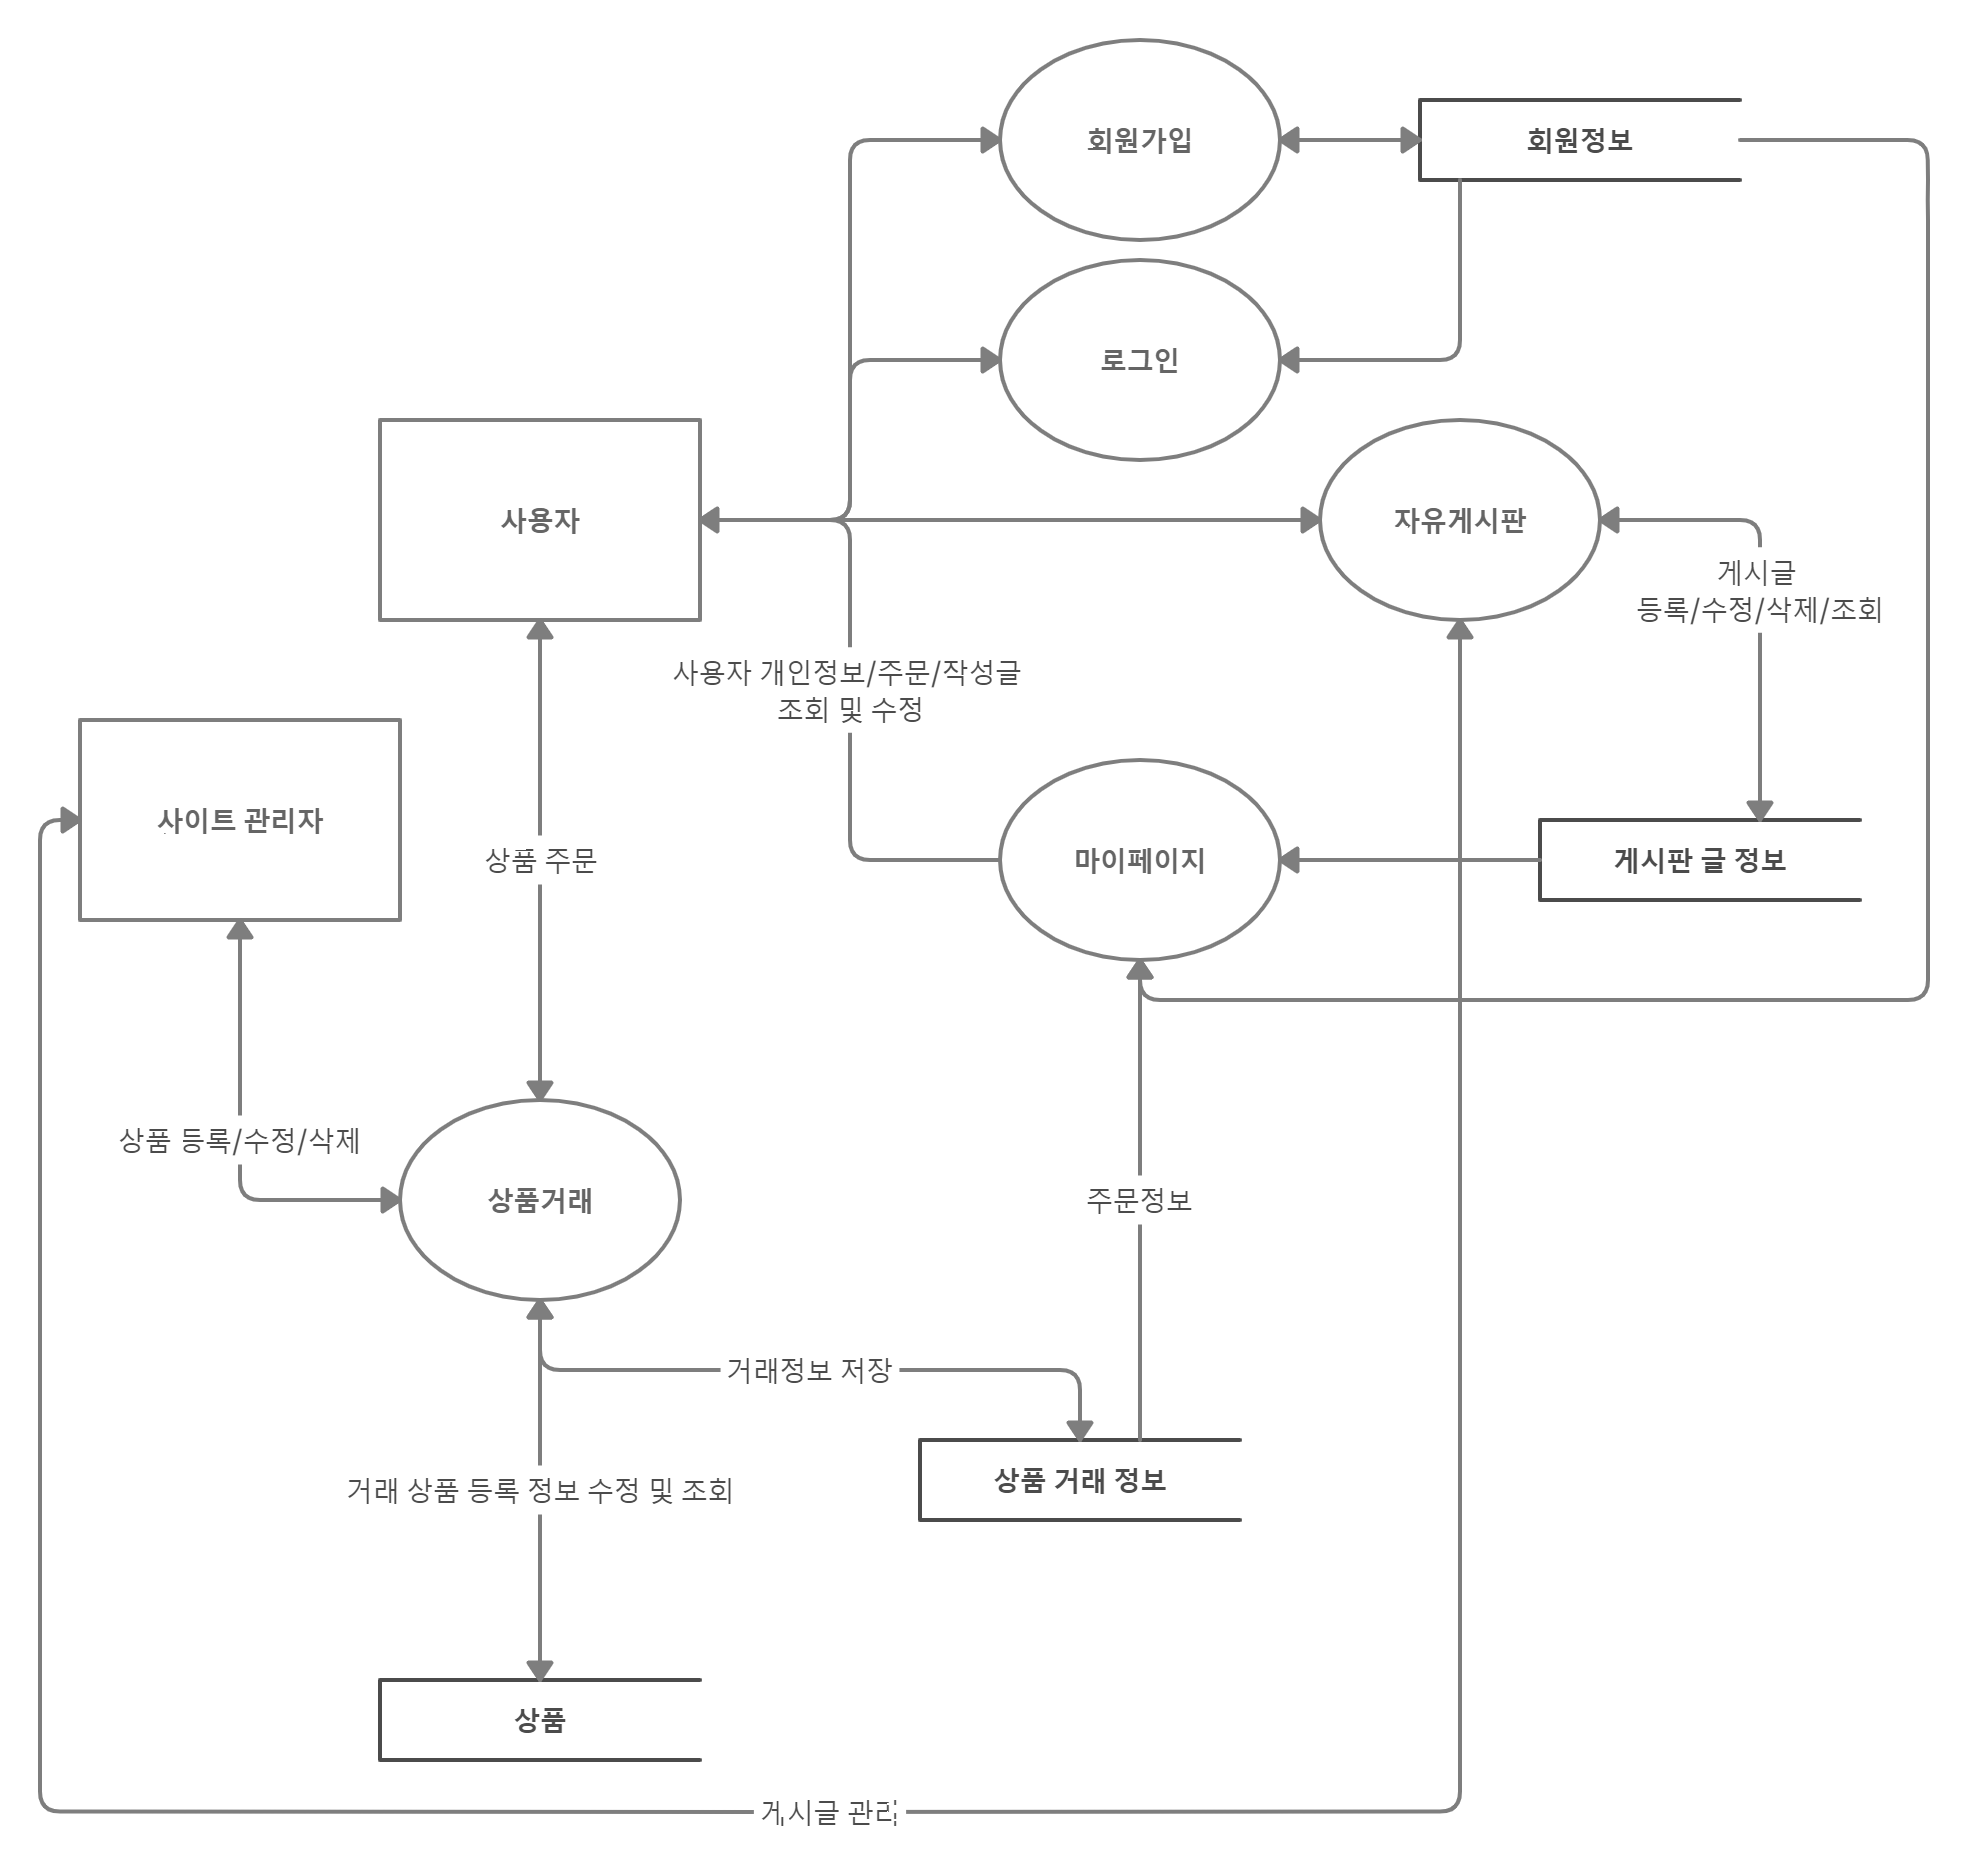 회원가입
회원정보
로그인
사용자
자유게시판
게시글
등록/수정/삭제/조회
사용자 개인정보/주문/작성글
조회 및 수정
사이트 관리자
상품 주문
마이페이지
게시판 글 정보
상품 등록/수정/삭제
상품거래
주문정보
거래정보 저장
거래 상품 등록 정보 수정 및 조회
상품 거래 정보
상품
게시글 관리